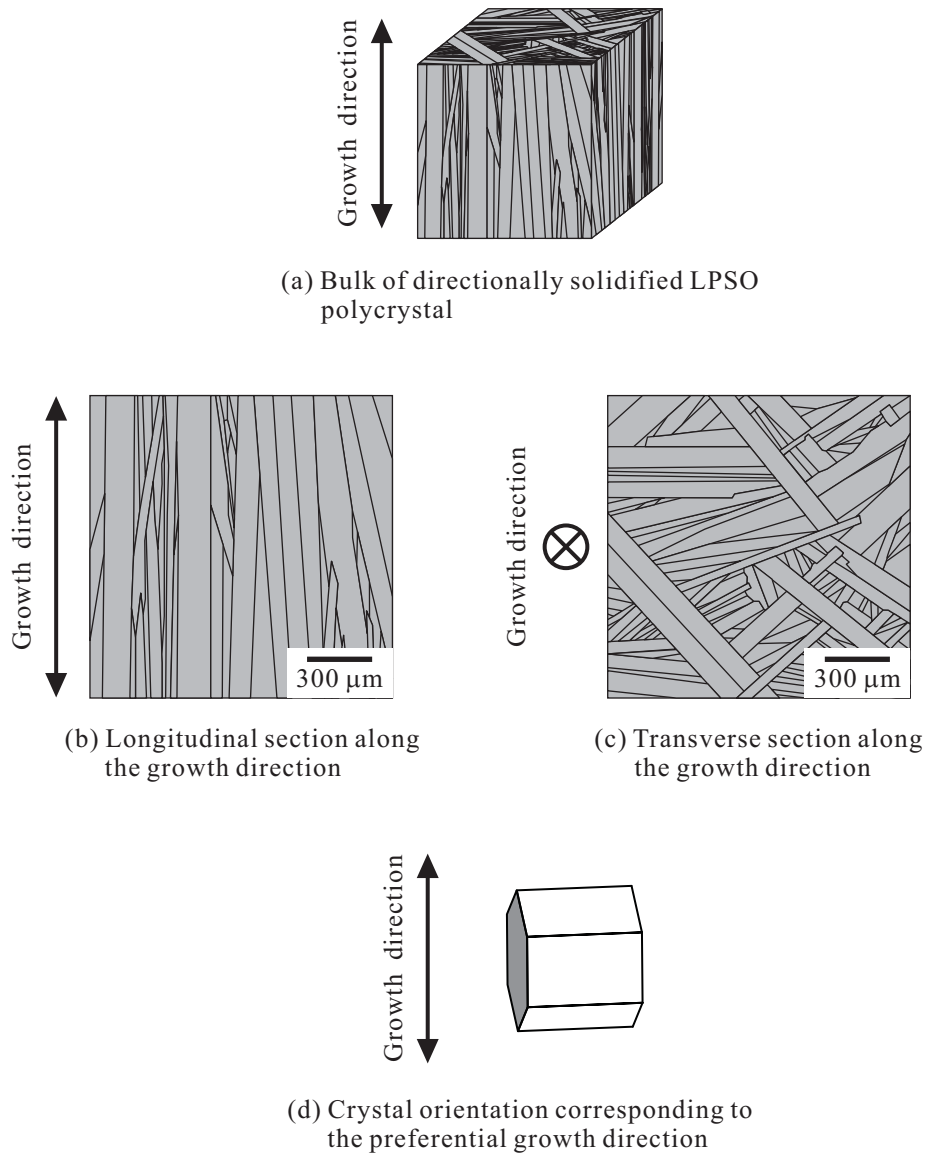 Growth direction
(a) Bulk of directionally solidified LPSO
polycrystal
Growth direction
300 μm
(b) Longitudinal section along
the growth direction
Growth direction
300 μm
(c) Transverse section along
the growth direction
Growth direction
(d) Crystal orientation corresponding to
the preferential growth direction